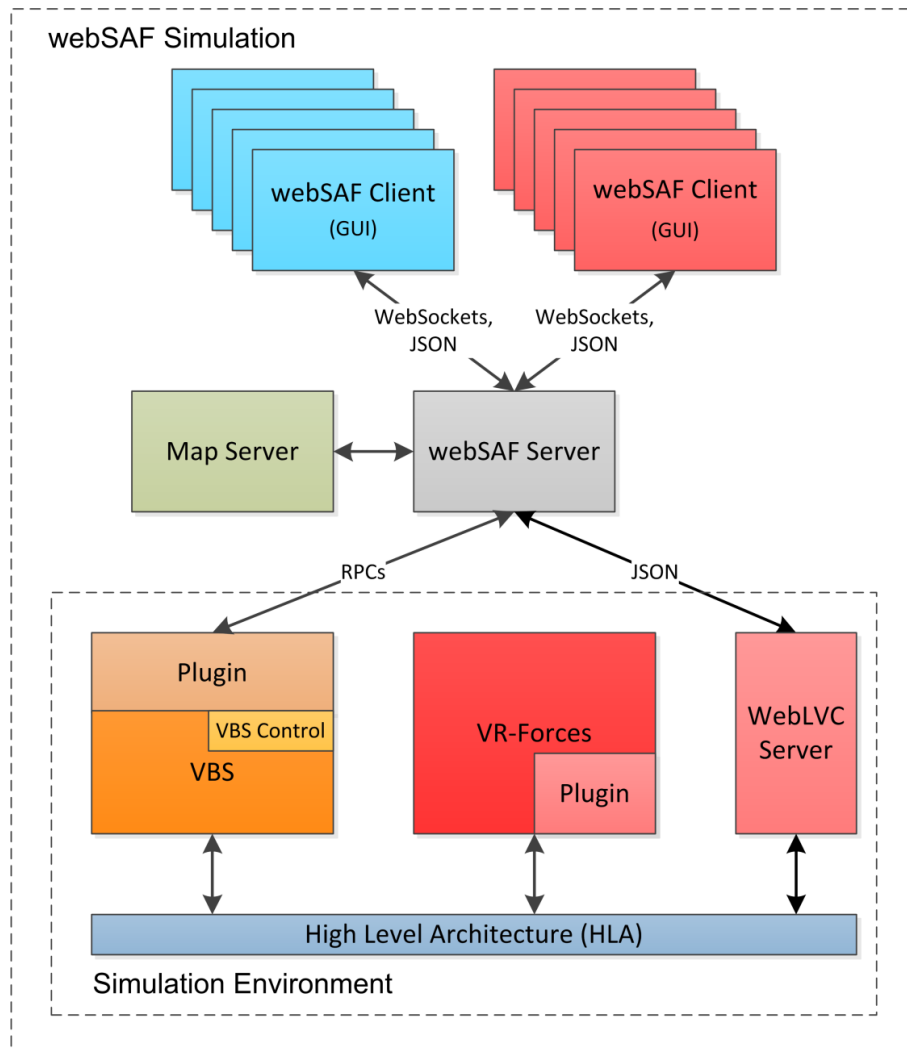 webSAF Simulation
webSAF Client
(GUI)
webSAF Client
(GUI)
WebSockets,
JSON
WebSockets,
JSON
Map Server
webSAF Server
RPCs
JSON
Plugin
VBS Control
VBS
VR-Forces
Plugin
WebLVC
Server
High Level Architecture (HLA)
Simulation Environment